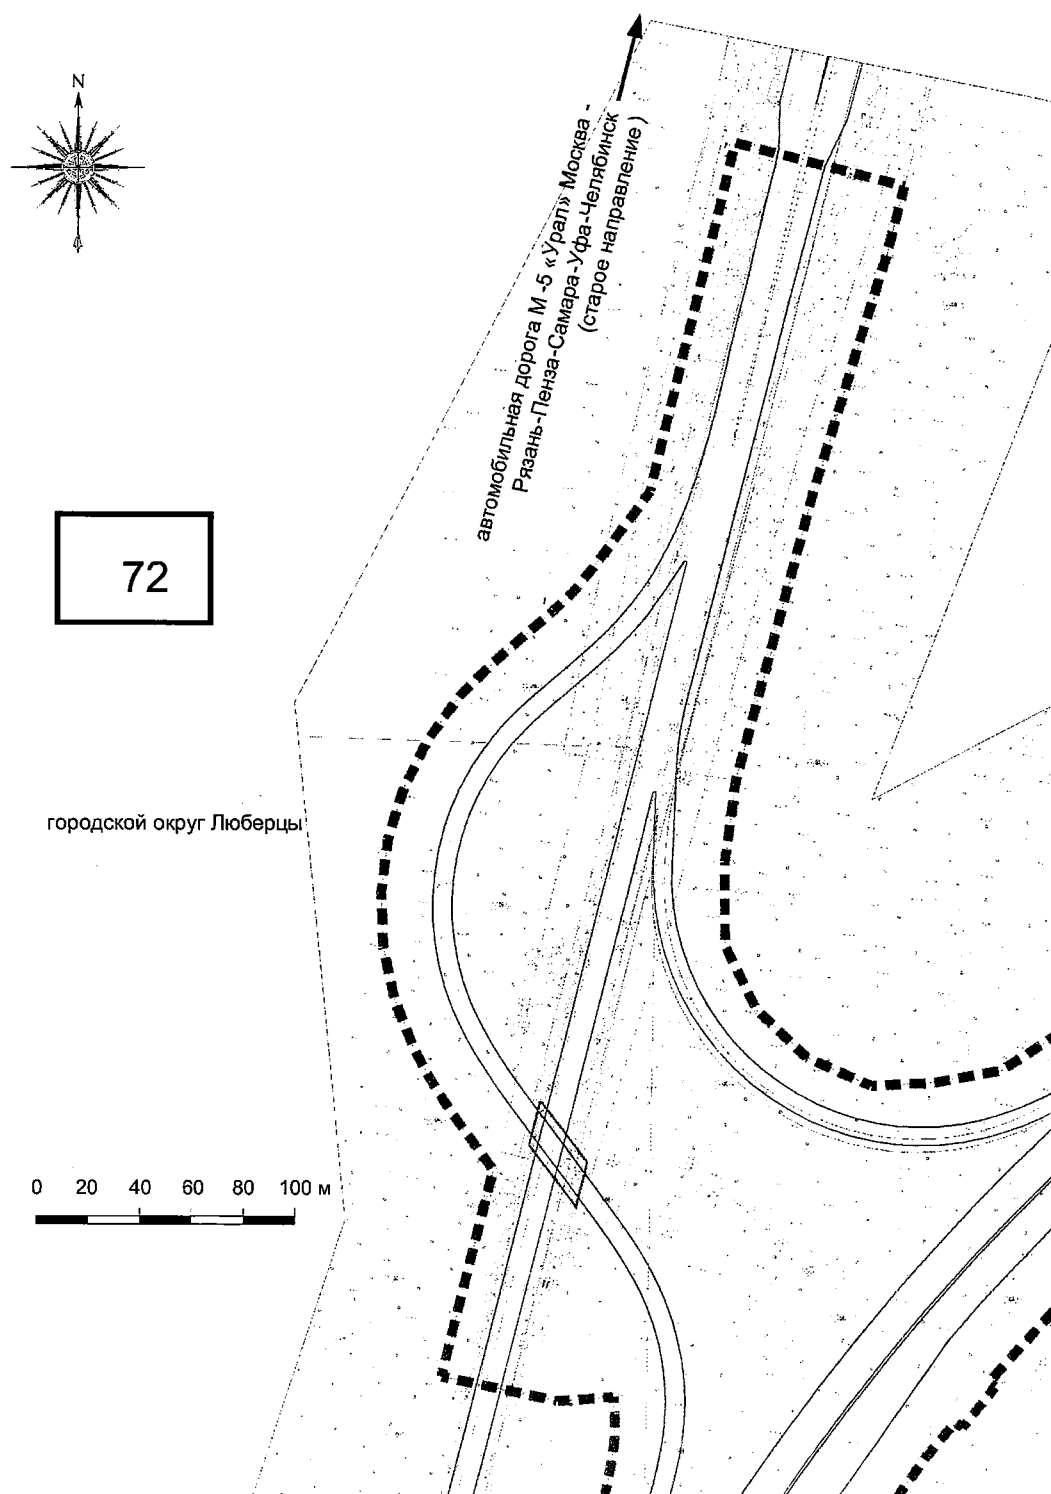 N
автомобильная дорога М-5 «Урал» Москва -
Рязань-Пенза-Самара-Уфа-Челябинск
(старое направление )
72
городской округ Люберцы
0 20 40 60 80 100 м